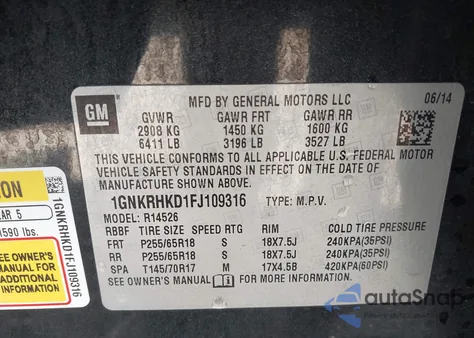 MFD BY GENERAL MOTORS LLC 06/14
GM
GVWR GAWR FRT GAWR RR
2908 KG 1450 KG 1600 KG
6411 LB 3196 LB 3527 LB
THIS VEHICLE CONFORMS TO ALL APPLICABLE U.S. FEDERAL MOTOR
VEHICLE SAFETY STANDARDS IN EFFECT ON THE DATE OF
MANUFACTURE SHOWN ABOVE.
1GNKRHKD1FJ109316 TYPE: M.P.V.
MODEL: R14526
RBBF TIRE SIZE SPEED RTG RIM COLD TIRE PRESSURE
FRT P255/65R18 S 18X7.5J 240KPA(35PSI)
RR P255/65R18 S 18X7.5J 240KPA(35PSI)
SPA T145/70R17 M 17X4.5B 420KPA(60PSI)
SEE OWNER'S MANUAL FOR MORE INFORMATION.
ION
AR 5
590 lbs.
SEE OWNER'S
MANUAL FOR
1GNKRHKD1FJ109316
autoSnap